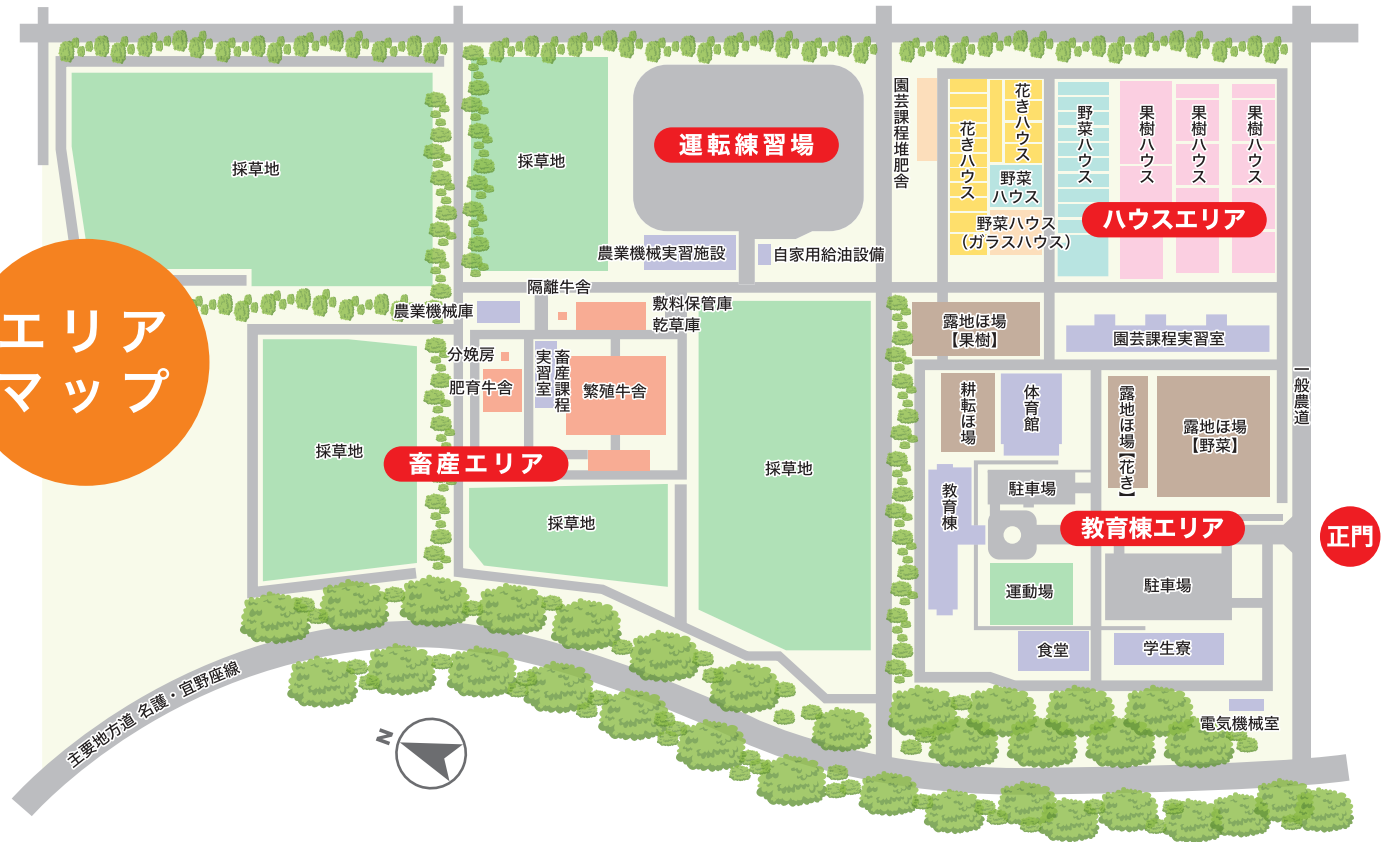 エリア
マップ
採草地
採草地
運転練習場
農業機械実習施設
自家用給油設備
園芸課程堆肥舎
花きハウス
花きハウス
野菜
ハウス
野菜ハウス
(ガラスハウス)
野菜ハウス
果樹ハウス
果樹ハウス
果樹ハウス
ハウスエリア
隔離牛舎
農業機械庫
敷料保管庫
乾草庫
分娩房
肥育牛舎
畜産課程
実習室
繁殖牛舎
採草地
畜産エリア
採草地
採草地
露地ほ場
【果樹】
園芸課程実習室
一般農道
耕転ほ場
体育館
露地ほ場【花き】
露地ほ場
【野菜】
教育棟
駐車場
教育棟エリア
正門
運動場
駐車場
食堂
学生寮
電気機械室
主要地方道 名護・宜野座線
N